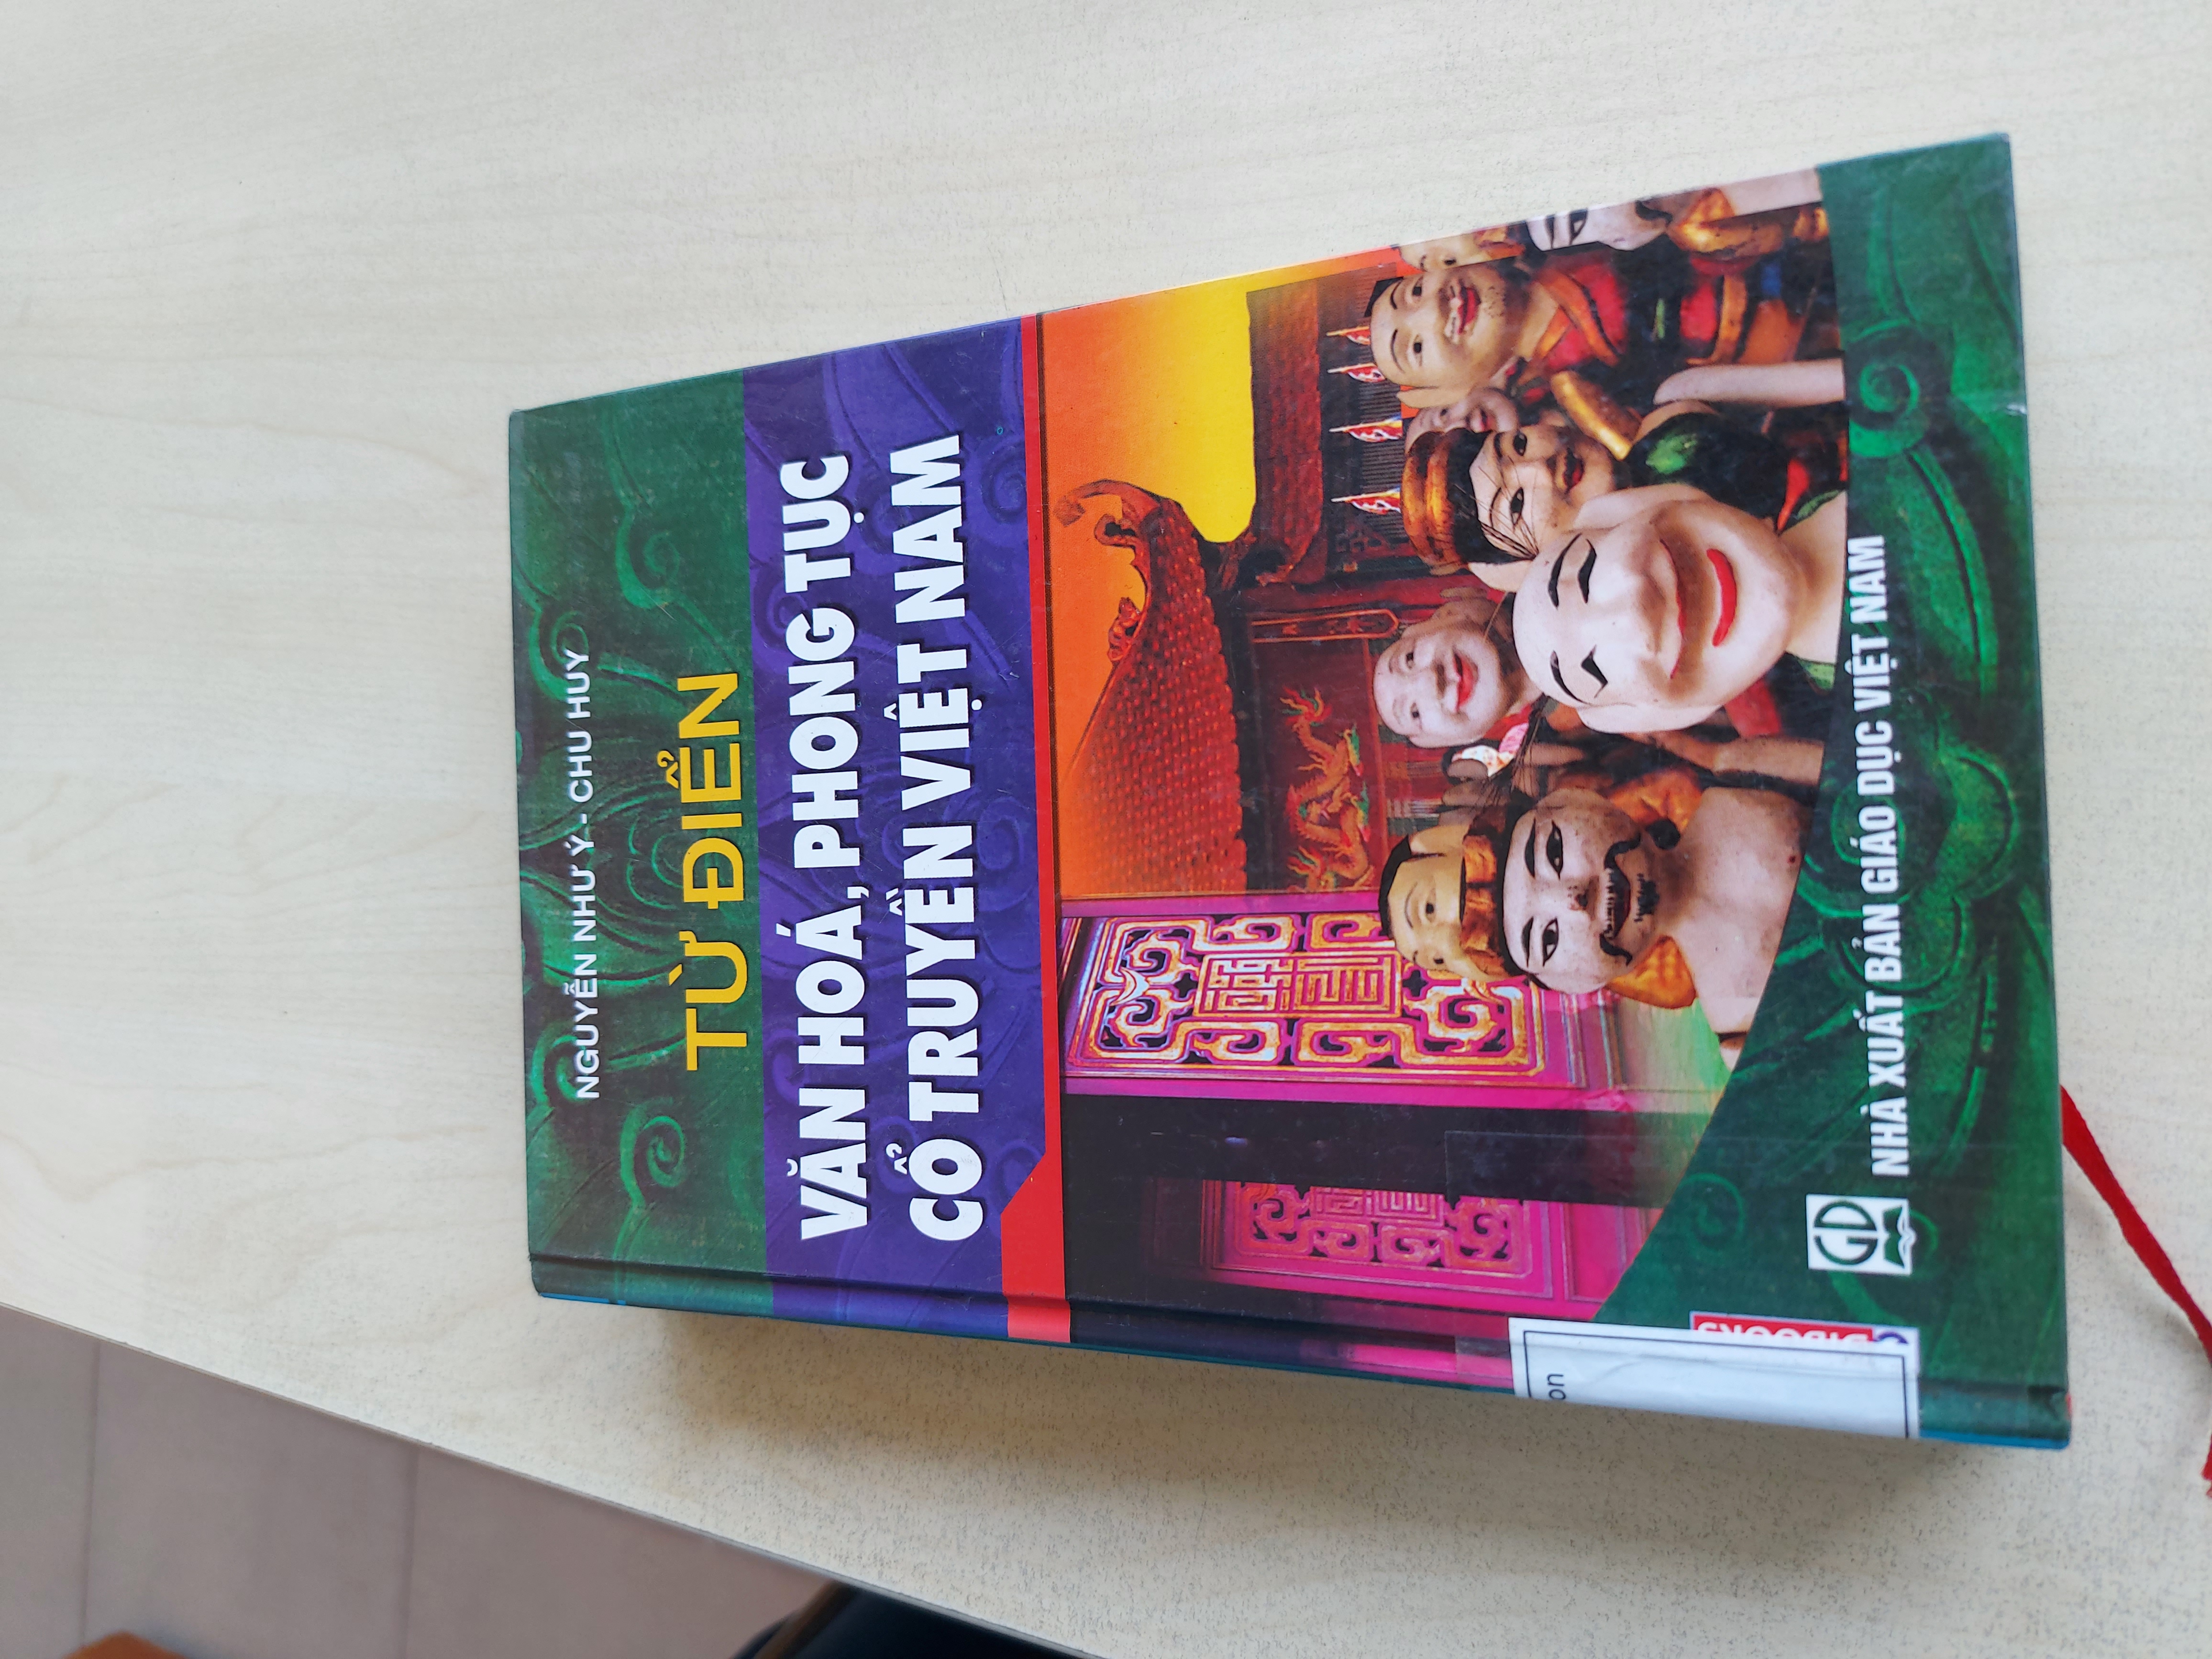 NGUYỄN NHƯ Ý - CHU HUY
TỪ ĐIỂN
VĂN HOÁ, PHONG TỤC
CỔ TRUYỀN VIỆT NAM
on
GD
NHÀ XUẤT BẢN GIÁO DỤC VIỆT NAM